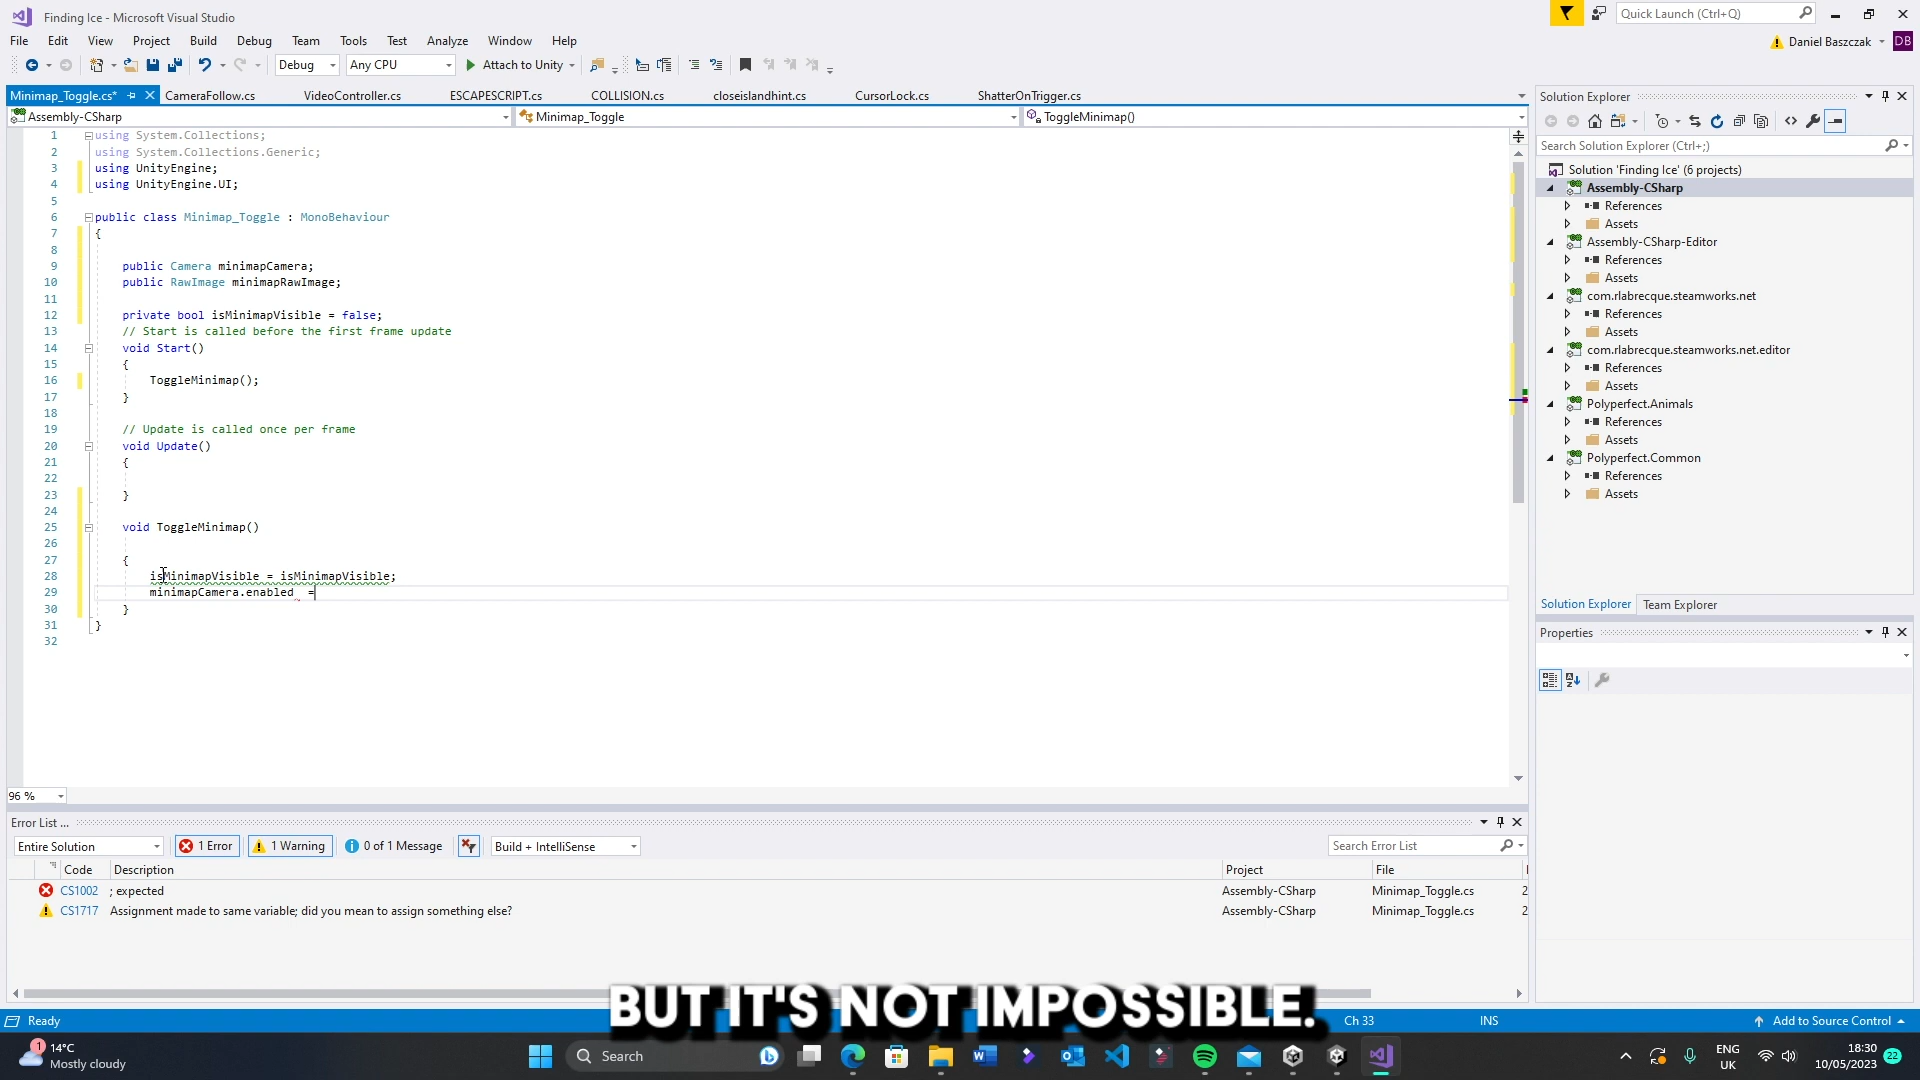 Finding Ice - Microsoft Visual Studio
Quick Launch (Ctrl+Q)
File Edit View Project Build Debug Team Tools Test Analyze Window Help
Daniel Baszczak DB
Debug Any CPU Attach to Unity
Minimap_Toggle.cs* CameraFollow.cs VideoController.cs ESCAPESCRIPT.cs COLLISION.cs closeislandhint.cs CursorLock.cs ShatterOnTrigger.cs
Assembly-CSharp Minimap_Toggle ToggleMinimap()
1 using System.Collections;
2 using System.Collections.Generic;
3 using UnityEngine;
4 using UnityEngine.UI;
5
6 public class Minimap_Toggle : MonoBehaviour
7 {
8
9 public Camera minimapCamera;
10 public RawImage minimapRawImage;
11
12 private bool isMinimapVisible = false;
13 // Start is called before the first frame update
14 void Start()
15 {
16 ToggleMinimap();
17 }
18
19 // Update is called once per frame
20 void Update()
21 {
22
23 }
24
25 void ToggleMinimap()
26
27 {
28 isMinimapVisible = isMinimapVisible;
29 minimapCamera.enabled =
30 }
31 }
32
96 %
Solution Explorer
Search Solution Explorer (Ctrl+;)
Solution 'Finding Ice' (6 projects)
Assembly-CSharp
References
Assets
Assembly-CSharp-Editor
References
Assets
com.rlabrecque.steamworks.net
References
Assets
com.rlabrecque.steamworks.net.editor
References
Assets
Polyperfect.Animals
References
Assets
Polyperfect.Common
References
Assets
Solution Explorer Team Explorer
Properties
Error List ...
Entire Solution 1 Error 1 Warning 0 of 1 Message Build + IntelliSense Search Error List
Code Description Project File
CS1002 ; expected Assembly-CSharp Minimap_Toggle.cs 2
CS1717 Assignment made to same variable; did you mean to assign something else? Assembly-CSharp Minimap_Toggle.cs 2
BUT IT'S NOT IMPOSSIBLE.
Ready Ch 33 INS Add to Source Control
1 14°C
Mostly cloudy
Search
ENG
UK
18:30
10/05/2023
22